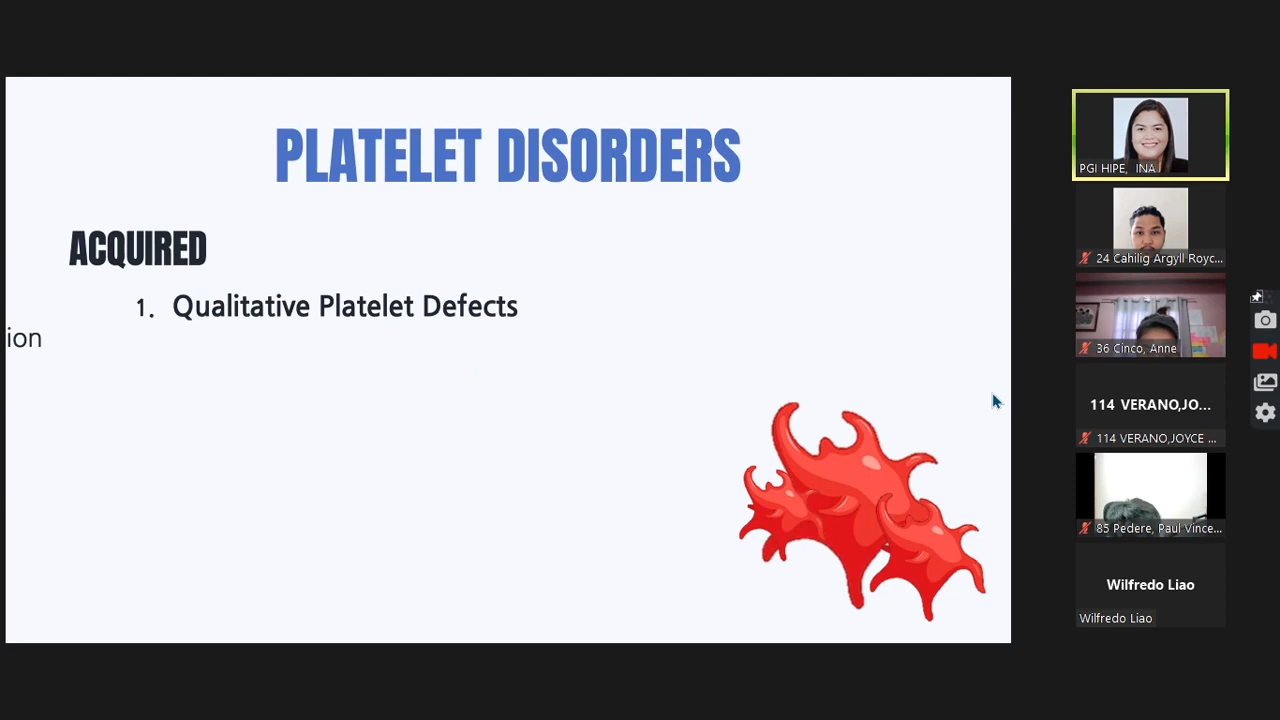 PLATELET DISORDERS
ACQUIRED
1. Qualitative Platelet Defects
ion
PGI HIPE, INA
24 Cahilig Argyll Royc...
36 Cinco, Anne
114 VERANO,JO...
114 VERANO,JOYCE ...
85 Pedere, Paul Vince...
Wilfredo Liao
Wilfredo Liao